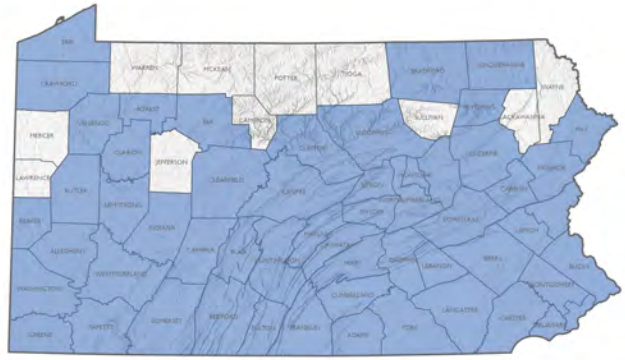 ERIE
CRAWFORD
WARREN
MCKEAN
POTTER
TIOGA
BRADFORD
SUSQUEHANNA
WAYNE
MERCER
VENANGO
FOREST
ELK
CAMERON
SULLIVAN
WYOMING
LACKAWANNA
PIKE
LAWRENCE
CLARION
JEFFERSON
CLEARFIELD
CLINTON
LYCOMING
LUZERNE
MONROE
BUTLER
ARMSTRONG
CENTRE
UNION
MONTOUR
CARBON
BEAVER
INDIANA
SNYDER
NORTHUMBERLAND
SCHUYLKILL
LEHIGH
ALLEGHENY
CAMBRIA
BLAIR
HUNTINGDON
MIFFLIN
JUNIATA
PERRY
DAUPHIN
LEBANON
BERKS
BUCKS
WASHINGTON
WESTMORELAND
CUMBERLAND
MONTGOMERY
GREENE
FAYETTE
SOMERSET
BEDFORD
FULTON
FRANKLIN
ADAMS
YORK
LANCASTER
CHESTER
DELAWARE